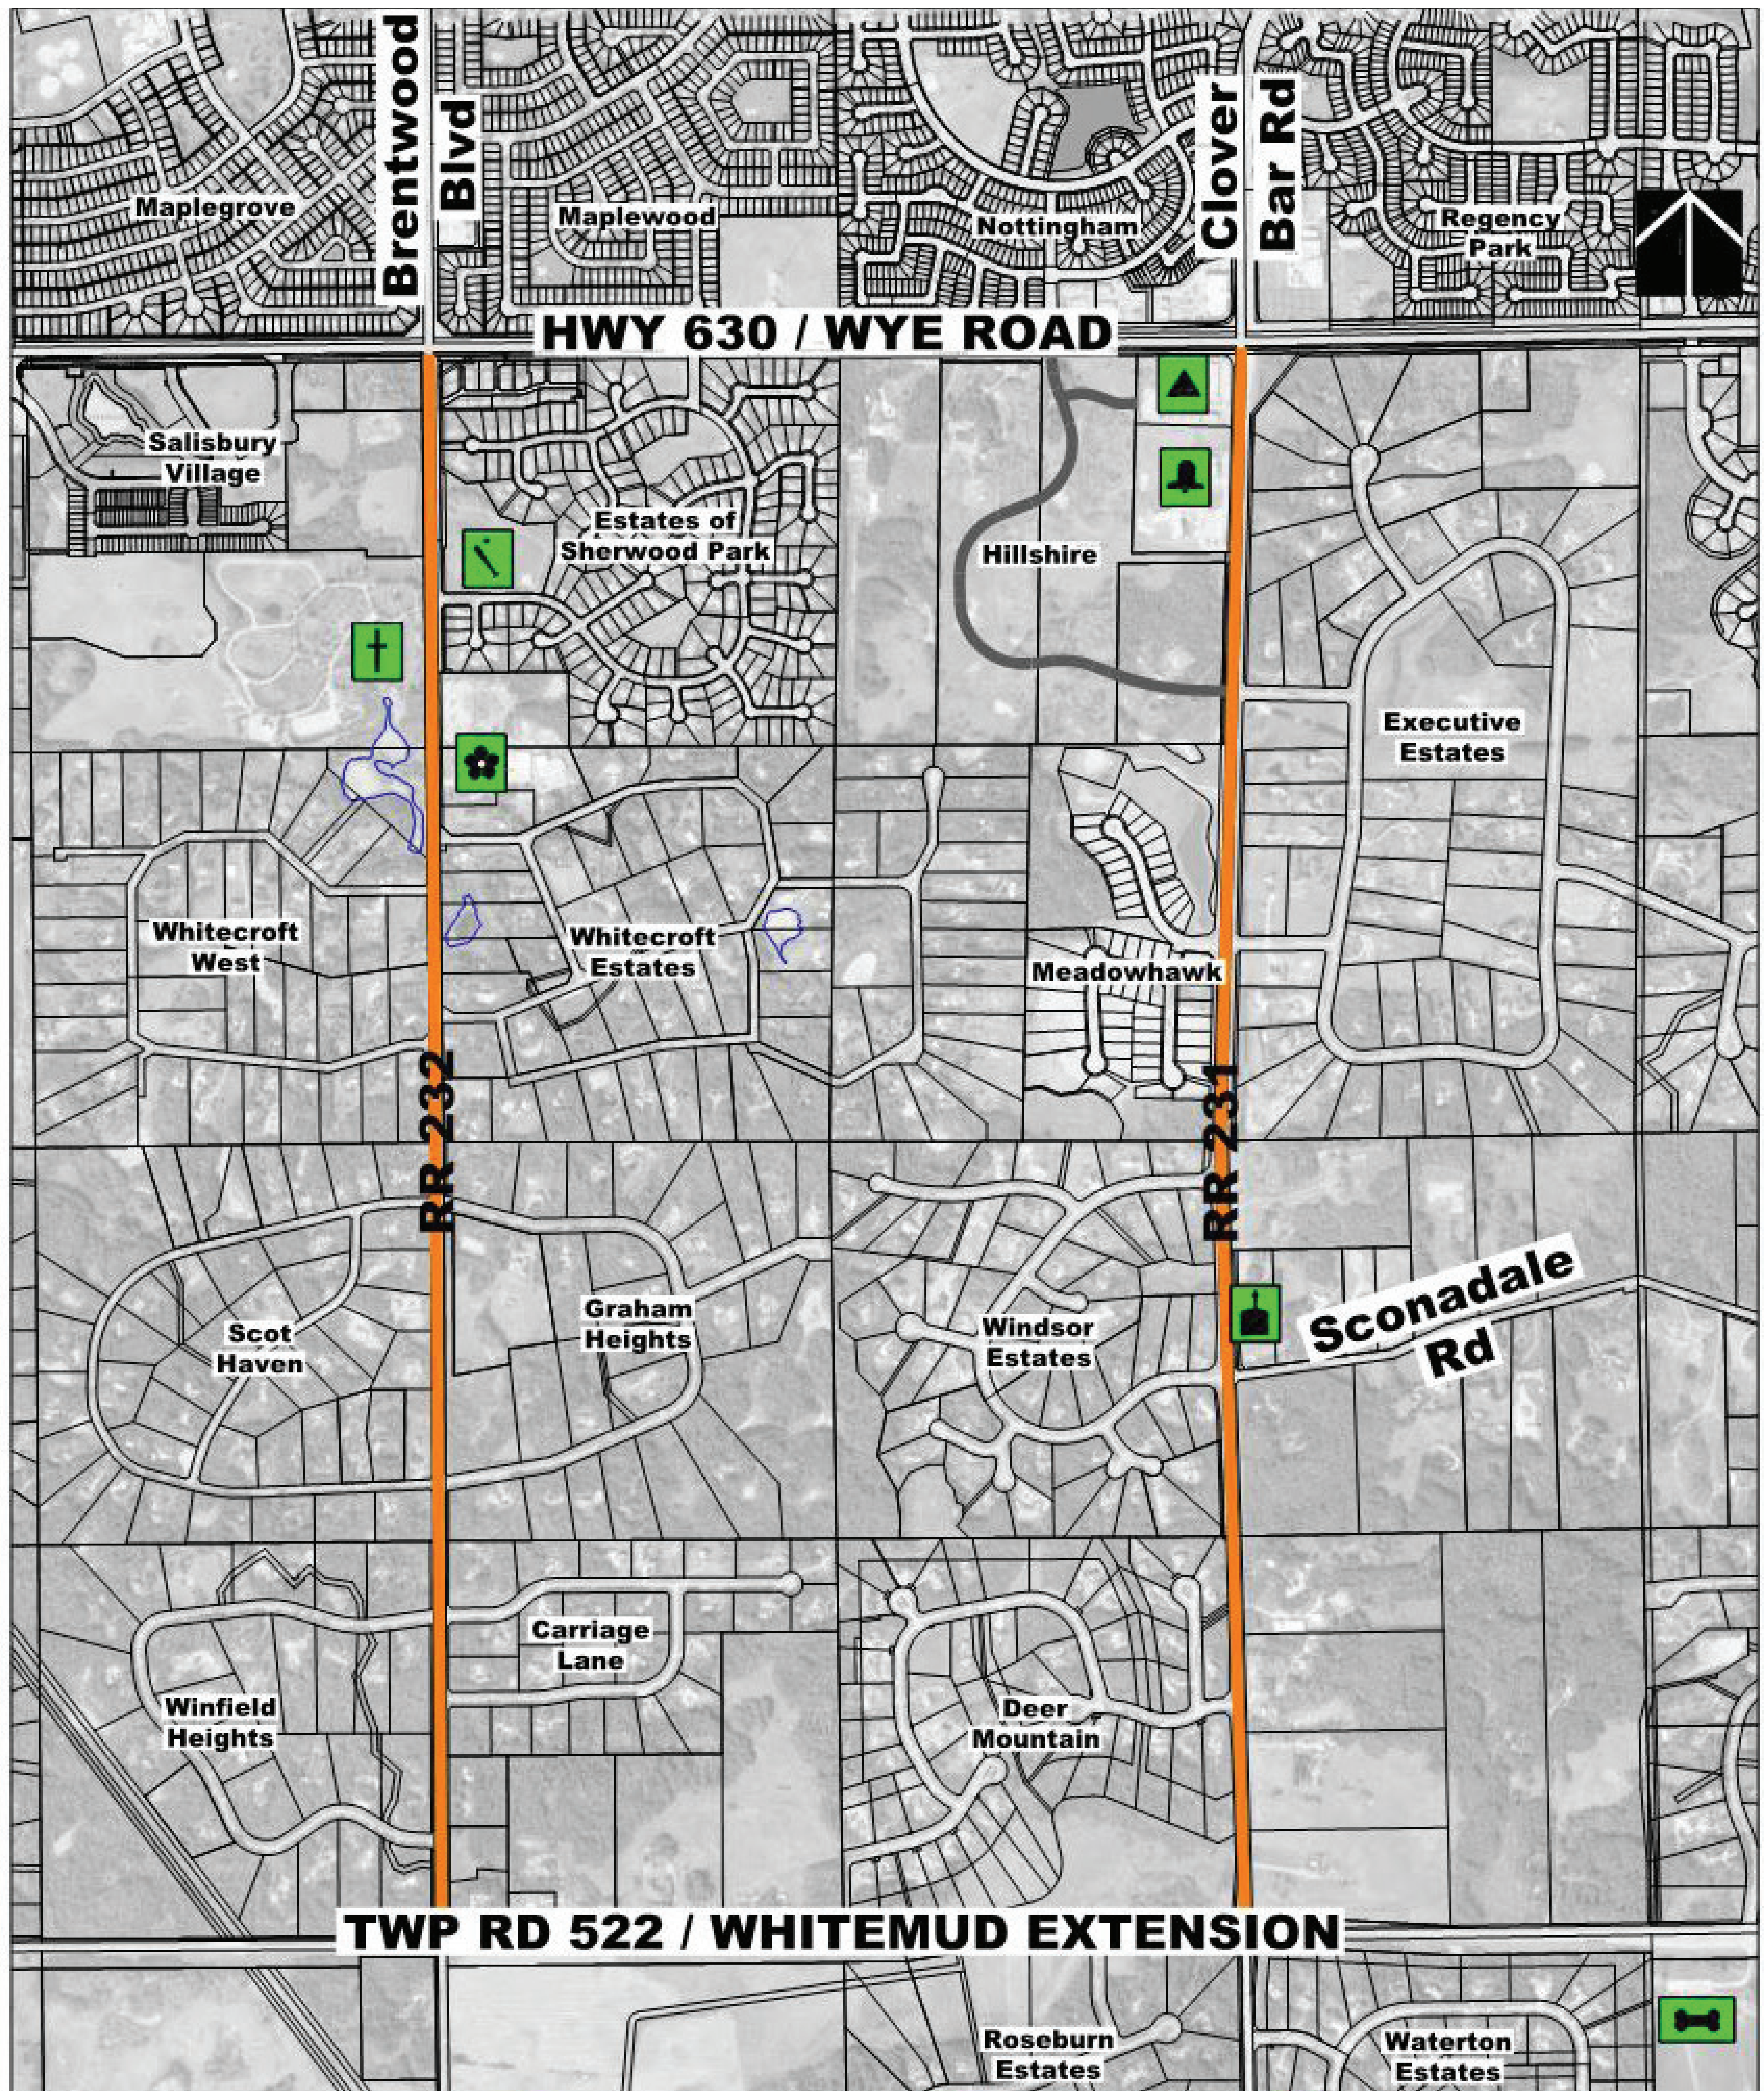 Brentwood
Blvd
Clover
Bar Rd
Maplegrove
Maplewood
Nottingham
Regency
Park
HWY 630 / WYE ROAD
Salisbury
Village
Estates of
Sherwood Park
Hillshire
Executive
Estates
Whitecroft
West
Whitecroft
Estates
Meadowhawk
RR 232
RR 231
Scot
Haven
Graham
Heights
Windsor
Estates
Sconadale
Rd
Carriage
Lane
Winfield
Heights
Deer
Mountain
TWP RD 522 / WHITEMUD EXTENSION
Roseburn
Estates
Waterton
Estates